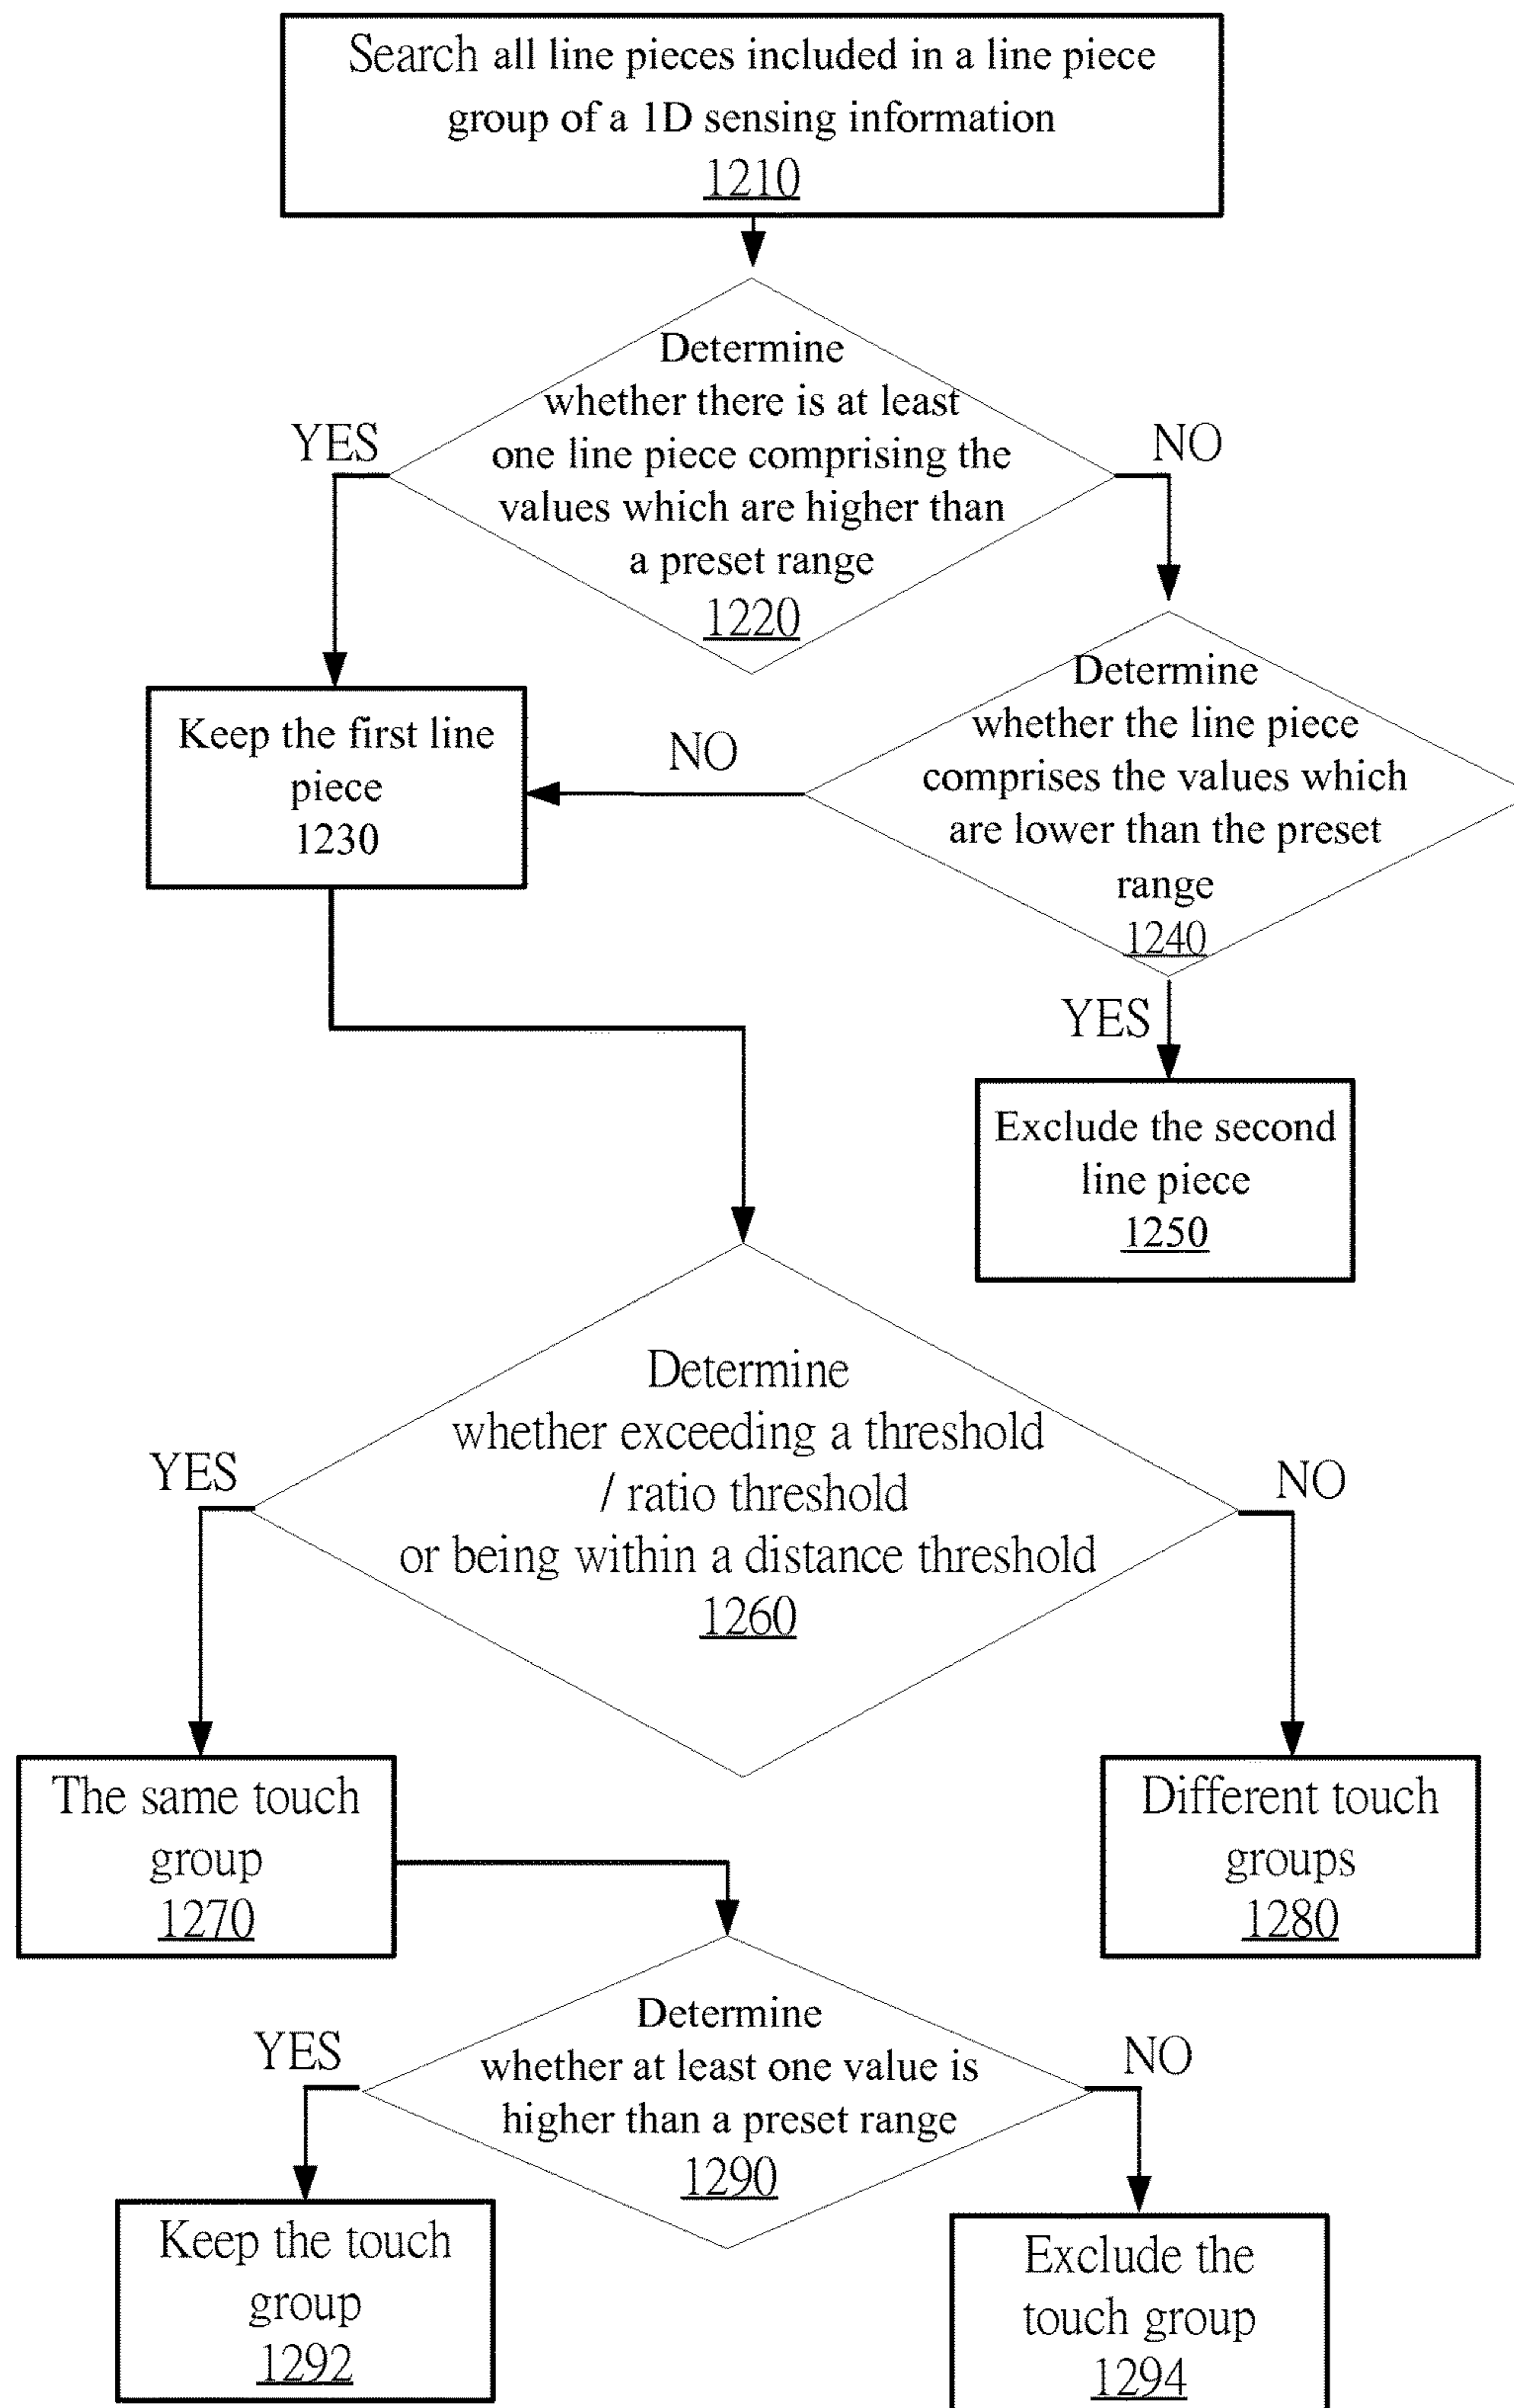 Search all line pieces included in a line piece
group of a 1D sensing information
1210
Determine
whether there is at least
one line piece comprising the
values which are higher than
a preset range
1220
YES
NO
Determine
whether the line piece
comprises the values which
are lower than the preset
range
1240
Keep the first line
piece
1230
NO
YES
Exclude the second
line piece
1250
Determine
whether exceeding a threshold
/ ratio threshold
or being within a distance threshold
1260
YES
NO
The same touch
group
1270
Different touch
groups
1280
Determine
whether at least one value is
higher than a preset range
1290
YES
NO
Keep the touch
group
1292
Exclude the
touch group
1294